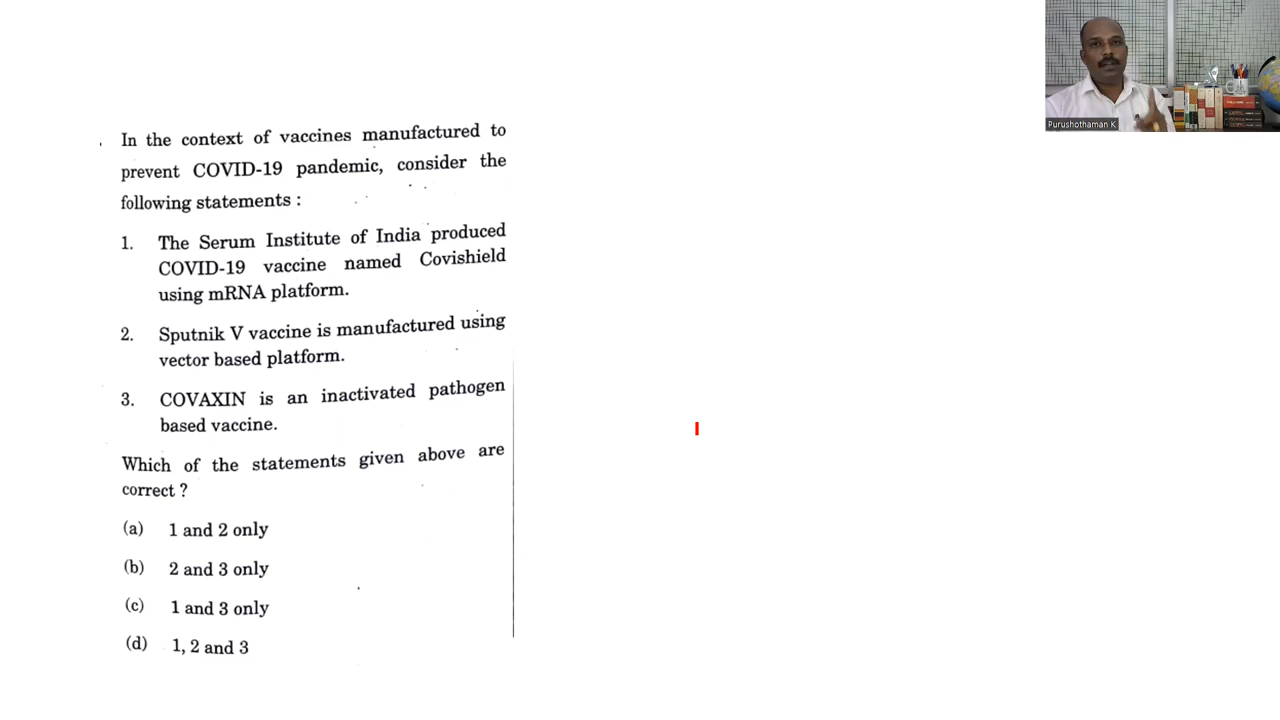 In the context of vaccines manufactured to
prevent COVID-19 pandemic, consider the
following statements :
1. The Serum Institute of India produced
COVID-19 vaccine named Covishield
using mRNA platform.
2. Sputnik V vaccine is manufactured using
vector based platform.
3. COVAXIN is an inactivated pathogen
based vaccine.
Which of the statements given above are
correct ?
(a) 1 and 2 only
(b) 2 and 3 only
(c) 1 and 3 only
(d) 1, 2 and 3
Purushothaman K